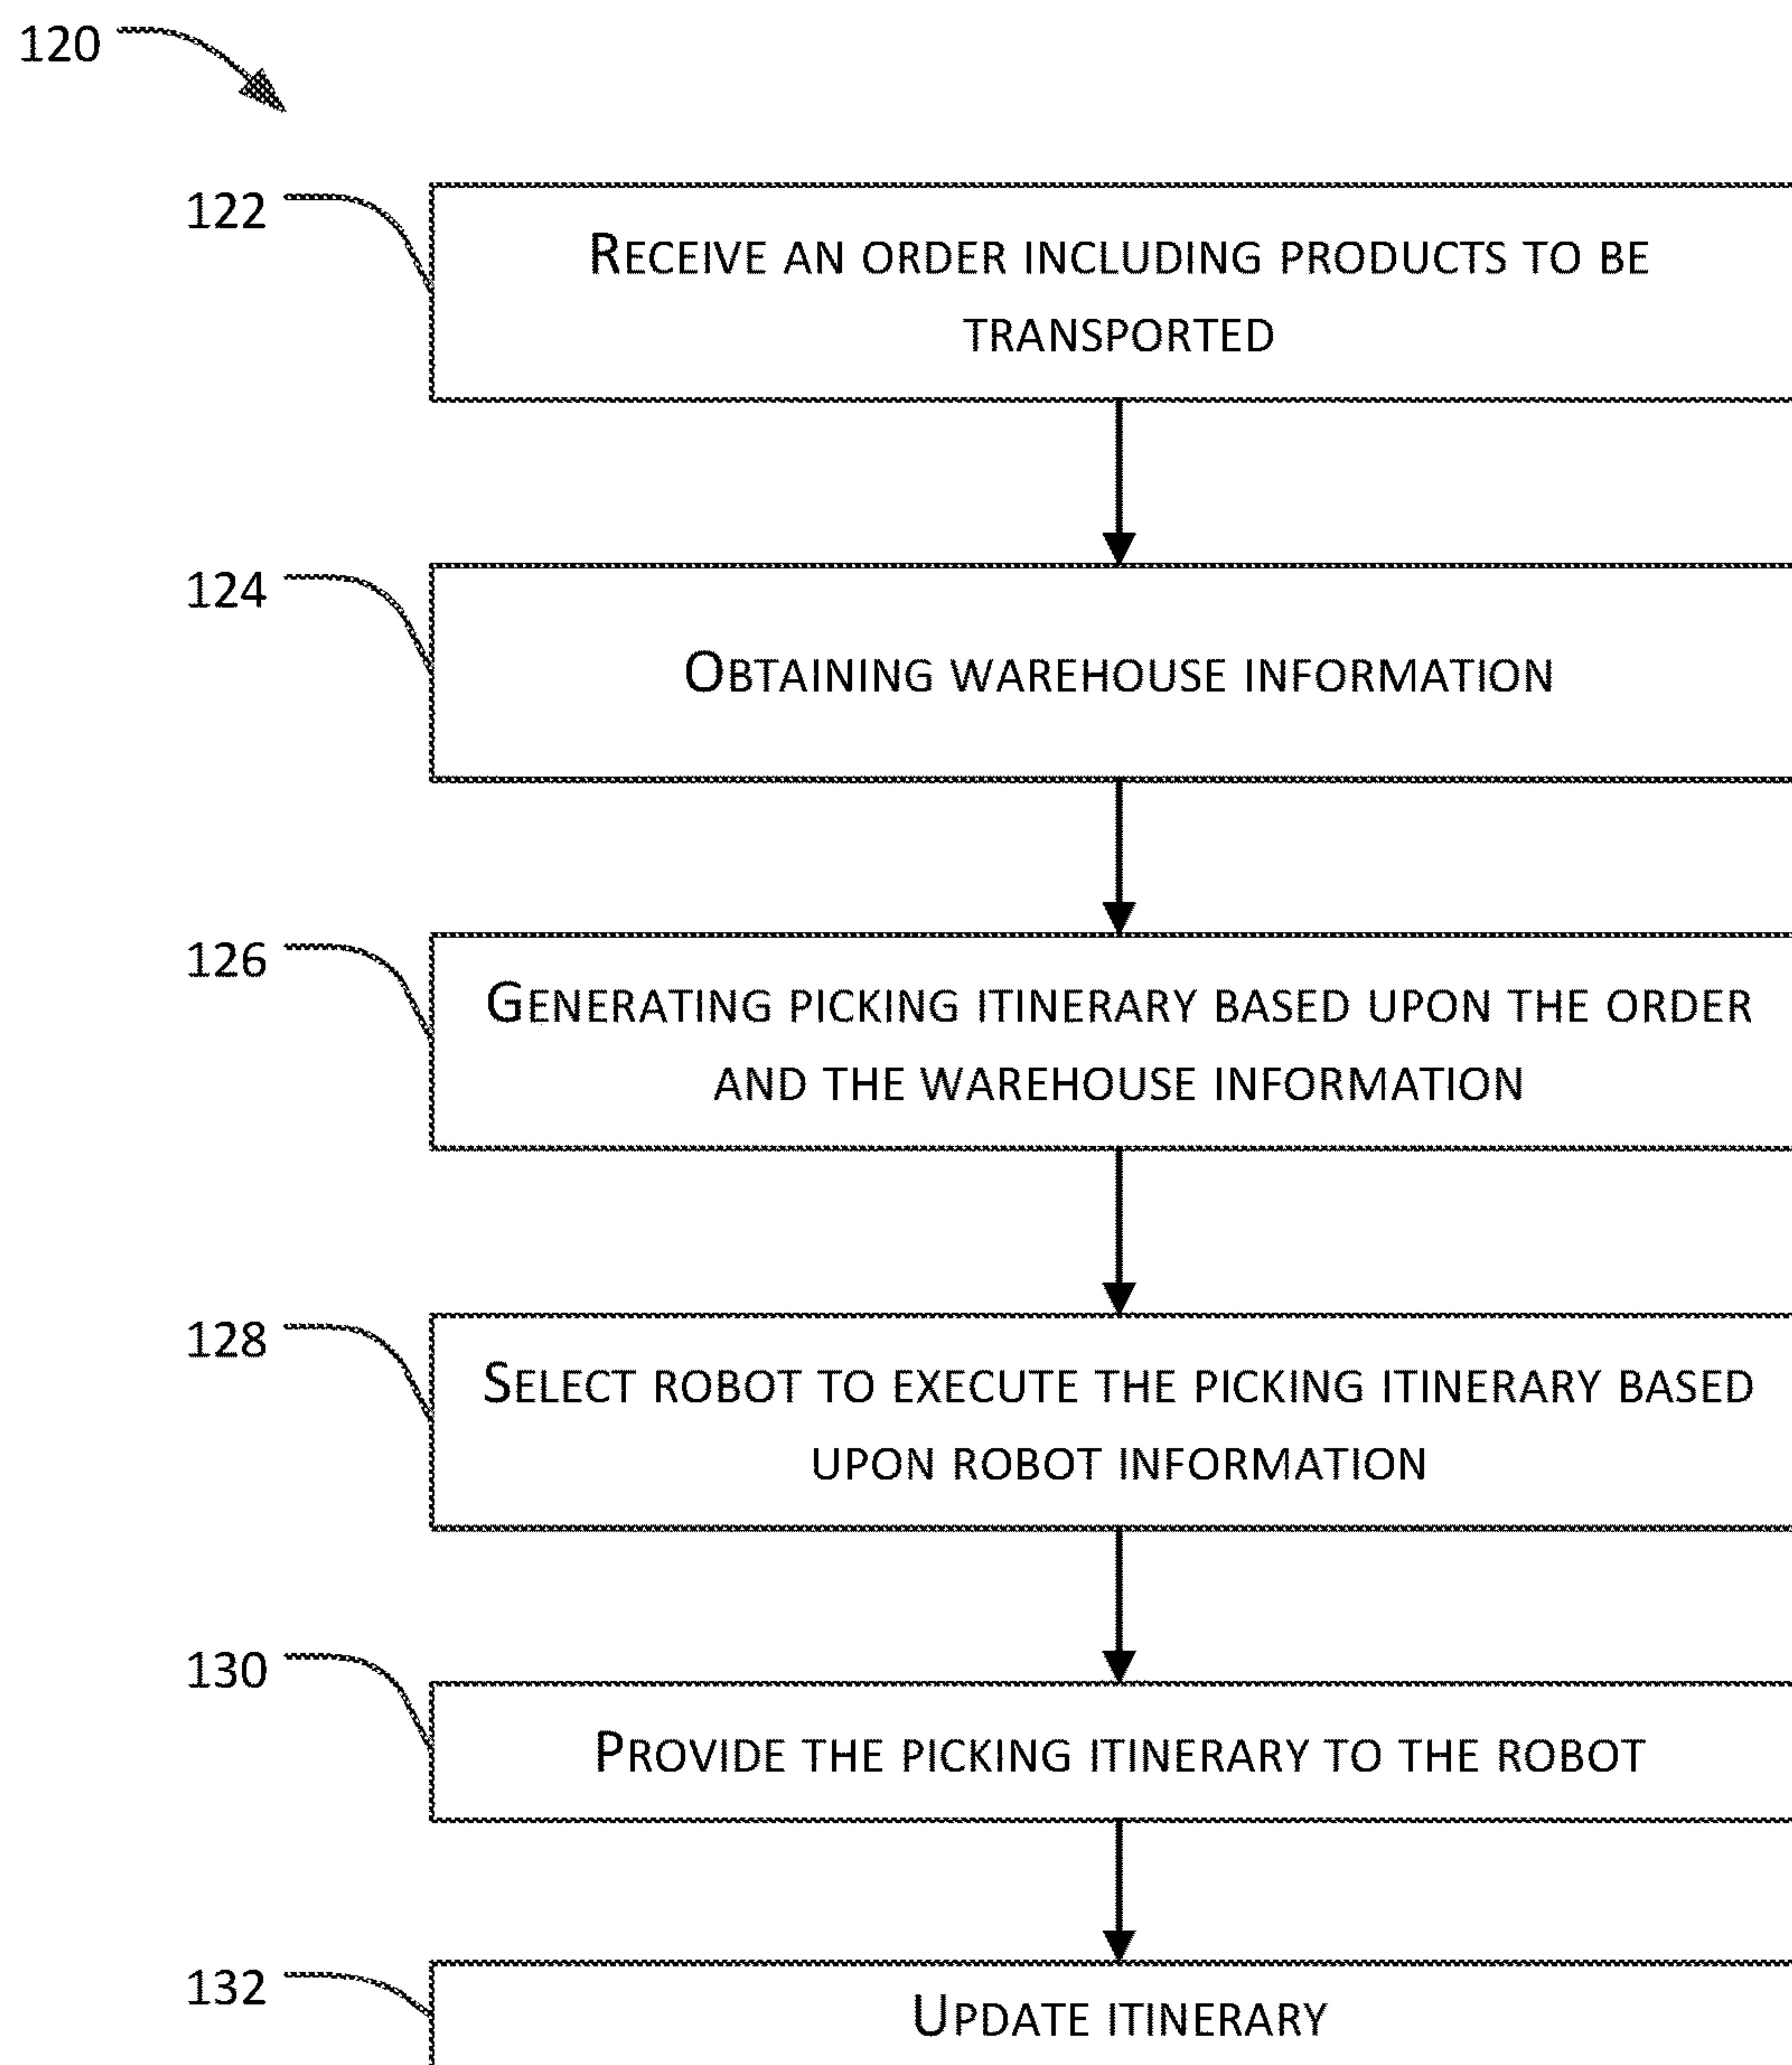 120
122
RECEIVE AN ORDER INCLUDING PRODUCTS TO BE
TRANSPORTED
124
OBTAINING WAREHOUSE INFORMATION
126
GENERATING PICKING ITINERARY BASED UPON THE ORDER
AND THE WAREHOUSE INFORMATION
128
SELECT ROBOT TO EXECUTE THE PICKING ITINERARY BASED
UPON ROBOT INFORMATION
130
PROVIDE THE PICKING ITINERARY TO THE ROBOT
132
UPDATE ITINERARY